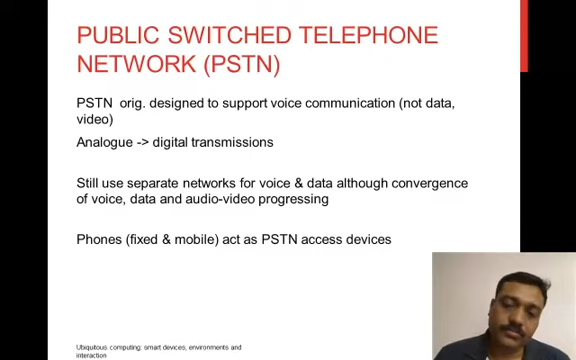 PUBLIC SWITCHED TELEPHONE
NETWORK (PSTN)
PSTN orig. designed to support voice communication (not data,
video)
Analogue -> digital transmissions
Still use separate networks for voice & data although convergence
of voice, data and audio-video progressing
Phones (fixed & mobile) act as PSTN access devices
Ubiquitous computing: smart devices, environments and
interaction